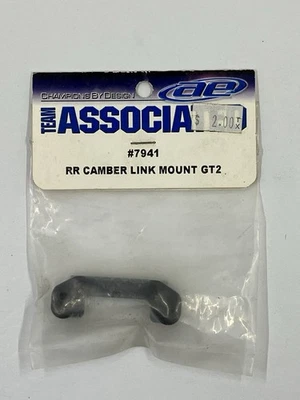 CHAMPIONS BY DESIGN
ae
TEAM
ASSOCIA
$ 2.00
#7941
RR CAMBER LINK MOUNT GT2